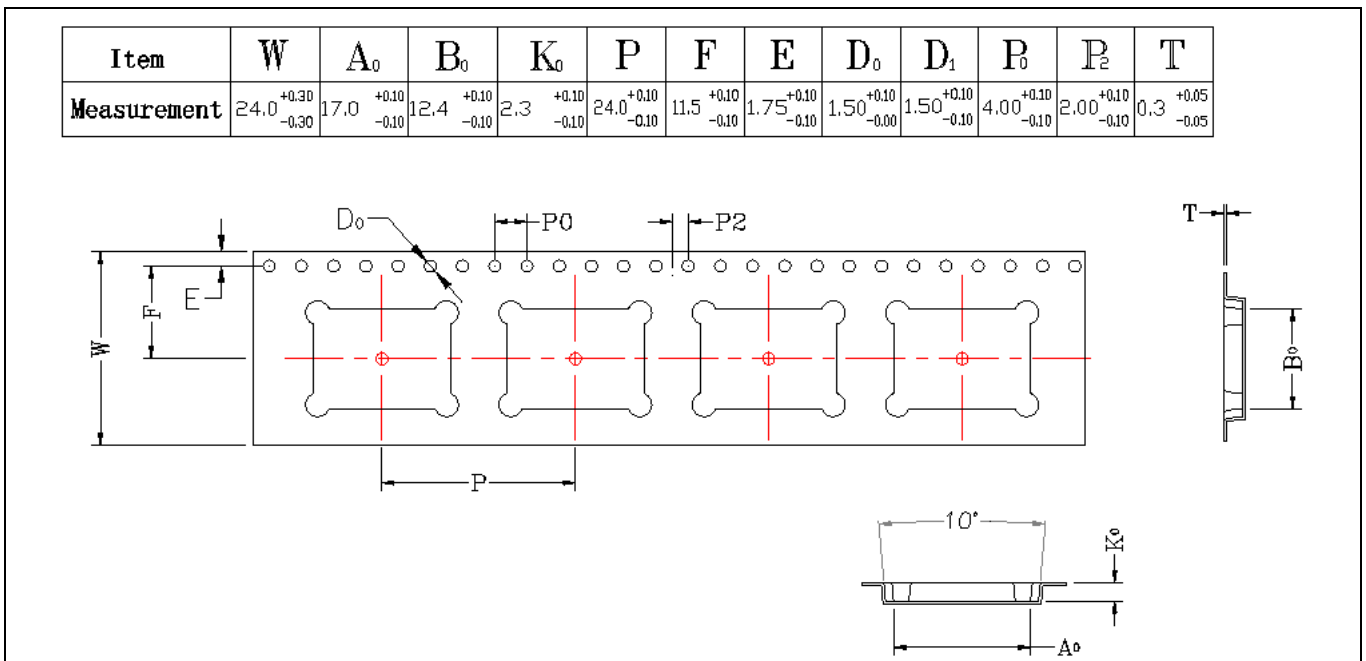 Item W A₀ B₀ K₀ P F E D₀ D₁ P₀ P₂ T
Measurement 24.0 +0.30 -0.30 17.0 +0.10 -0.10 12.4 +0.10 -0.10 2.3 +0.10 -0.10 24.0 +0.10 -0.10 11.5 +0.10 -0.10 1.75 +0.10 -0.10 1.50 +0.10 -0.00 1.50 +0.10 -0.10 4.00 +0.10 -0.10 2.00 +0.10 -0.10 0.3 +0.05 -0.05
D₀ P0 P2 T
E
F
W
B₀
P
10°
K₀
A₀